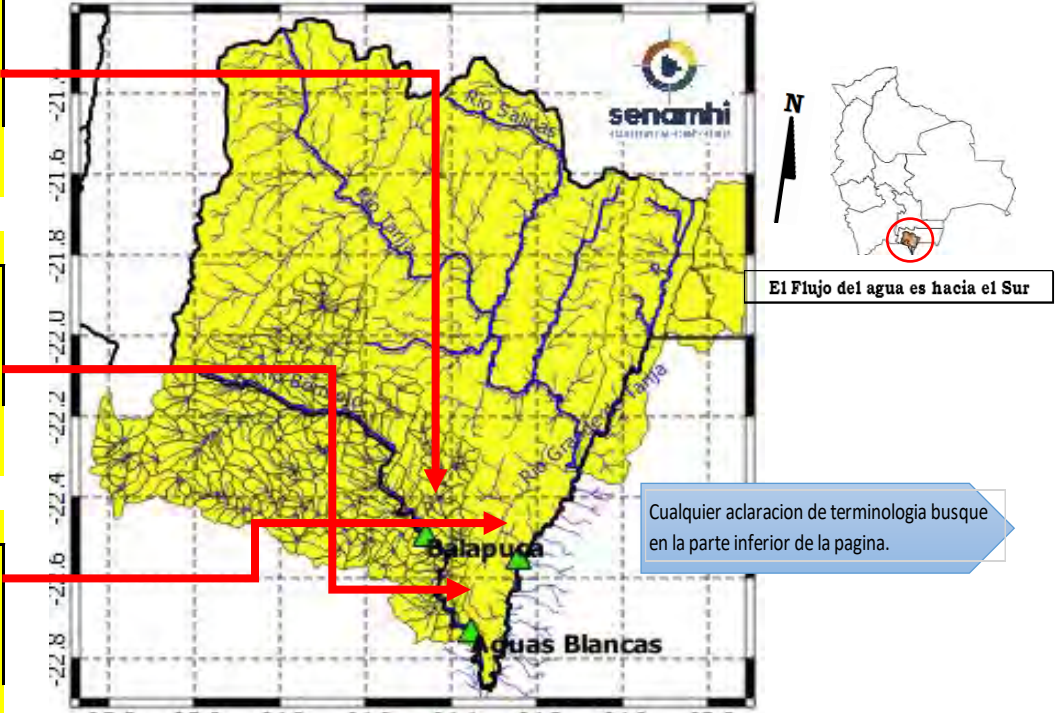 senamhi
Rio Salinas
Rio Tarija
-21.6
-21.8
-22.0
-22.2
-22.4
-22.6
-22.8
Rio Grande de Tarija
Balapuca
Aguas Blancas
N
El Flujo del agua es hacia el Sur
Cualquier aclaracion de terminologia busque
en la parte inferior de la pagina.